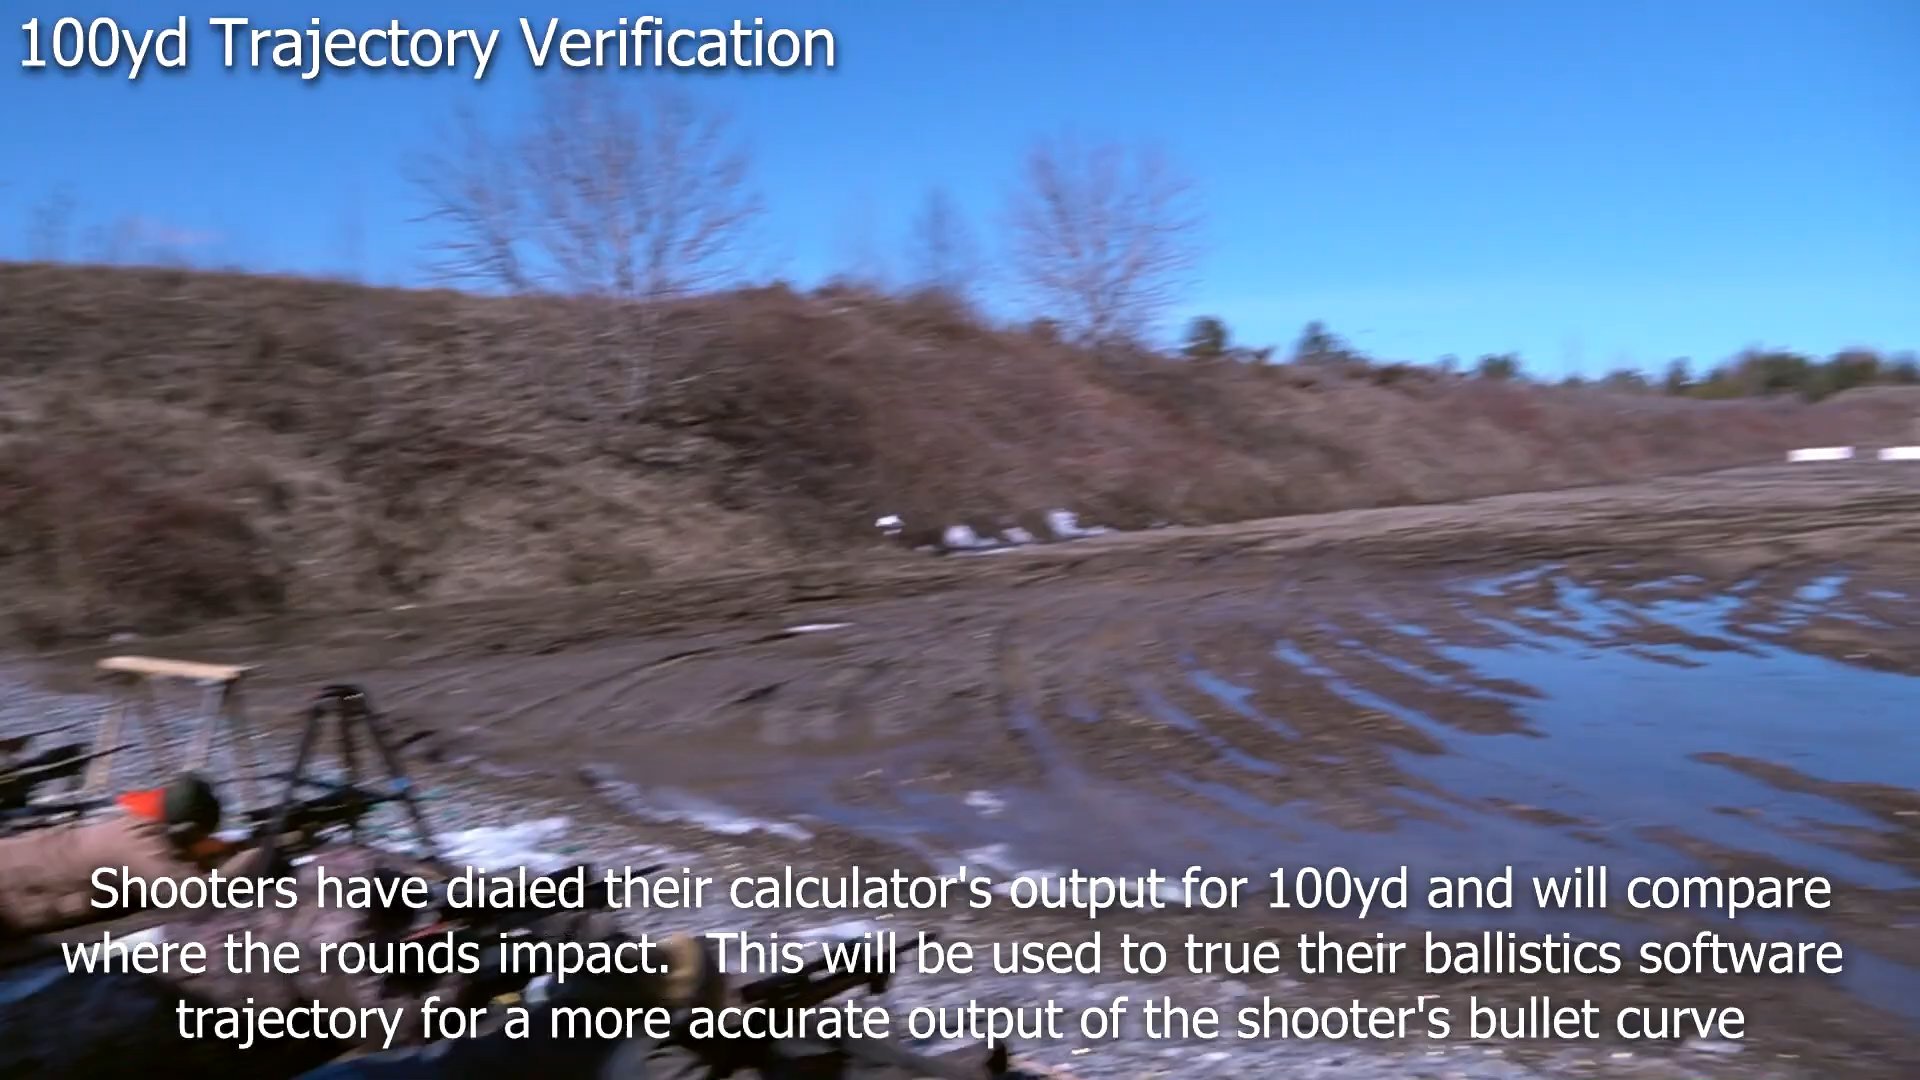 100yd Trajectory Verification
Shooters have dialed their calculator's output for 100yd and will compare
where the rounds impact.  This will be used to true their ballistics software
trajectory for a more accurate output of the shooter's bullet curve